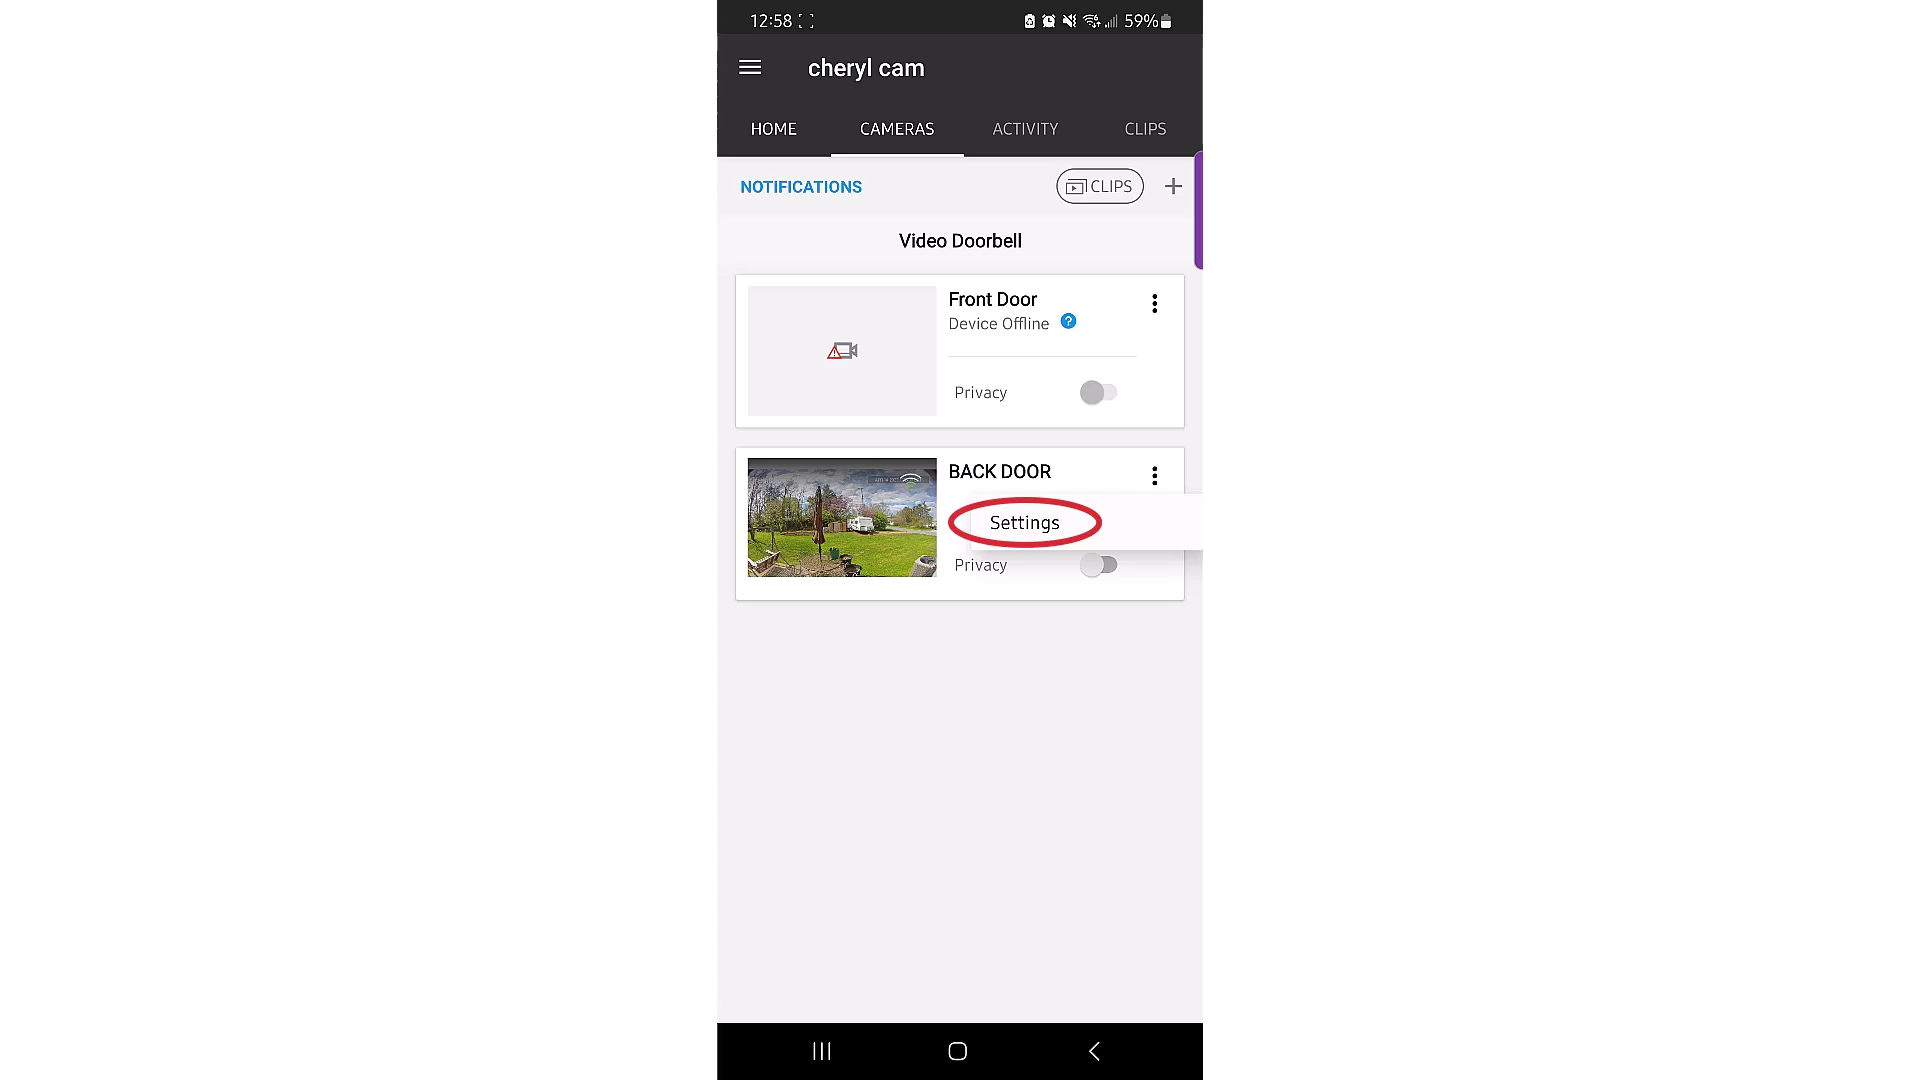 12:58 59%
cheryl cam
HOME CAMERAS ACTIVITY CLIPS
NOTIFICATIONS CLIPS +
Video Doorbell
Front Door
Device Offline ?
Privacy
BACK DOOR
Settings
Privacy